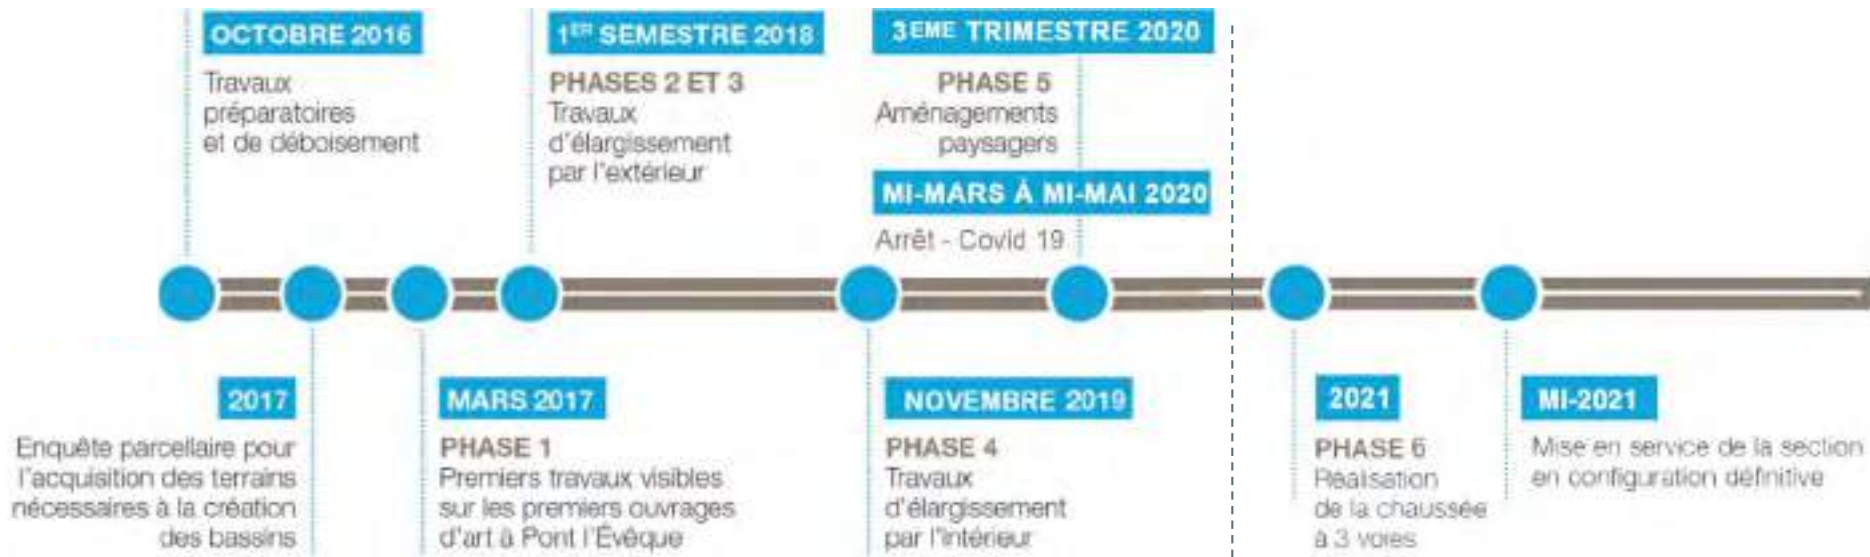 OCTOBRE 2016
Travaux
préparatoires
et de déboisement
1ER SEMESTRE 2018
PHASES 2 ET 3
Travaux
d'élargissement
par l'extérieur
3EME TRIMESTRE 2020
PHASE 5
Aménagements
paysagers
MI-MARS À MI-MAI 2020
Arrêt - Covid 19
2017
Enquête parcellaire pour
l'acquisition des terrains
nécessaires à la création
des bassins
MARS 2017
PHASE 1
Premiers travaux visibles
sur les premiers ouvrages
d'art à Pont l'Évêque
NOVEMBRE 2019
PHASE 4
Travaux
d'élargissement
par l'intérieur
2021
PHASE 6
Réalisation
de la chaussée
à 3 voies
MI-2021
Mise en service de la section
en configuration définitive